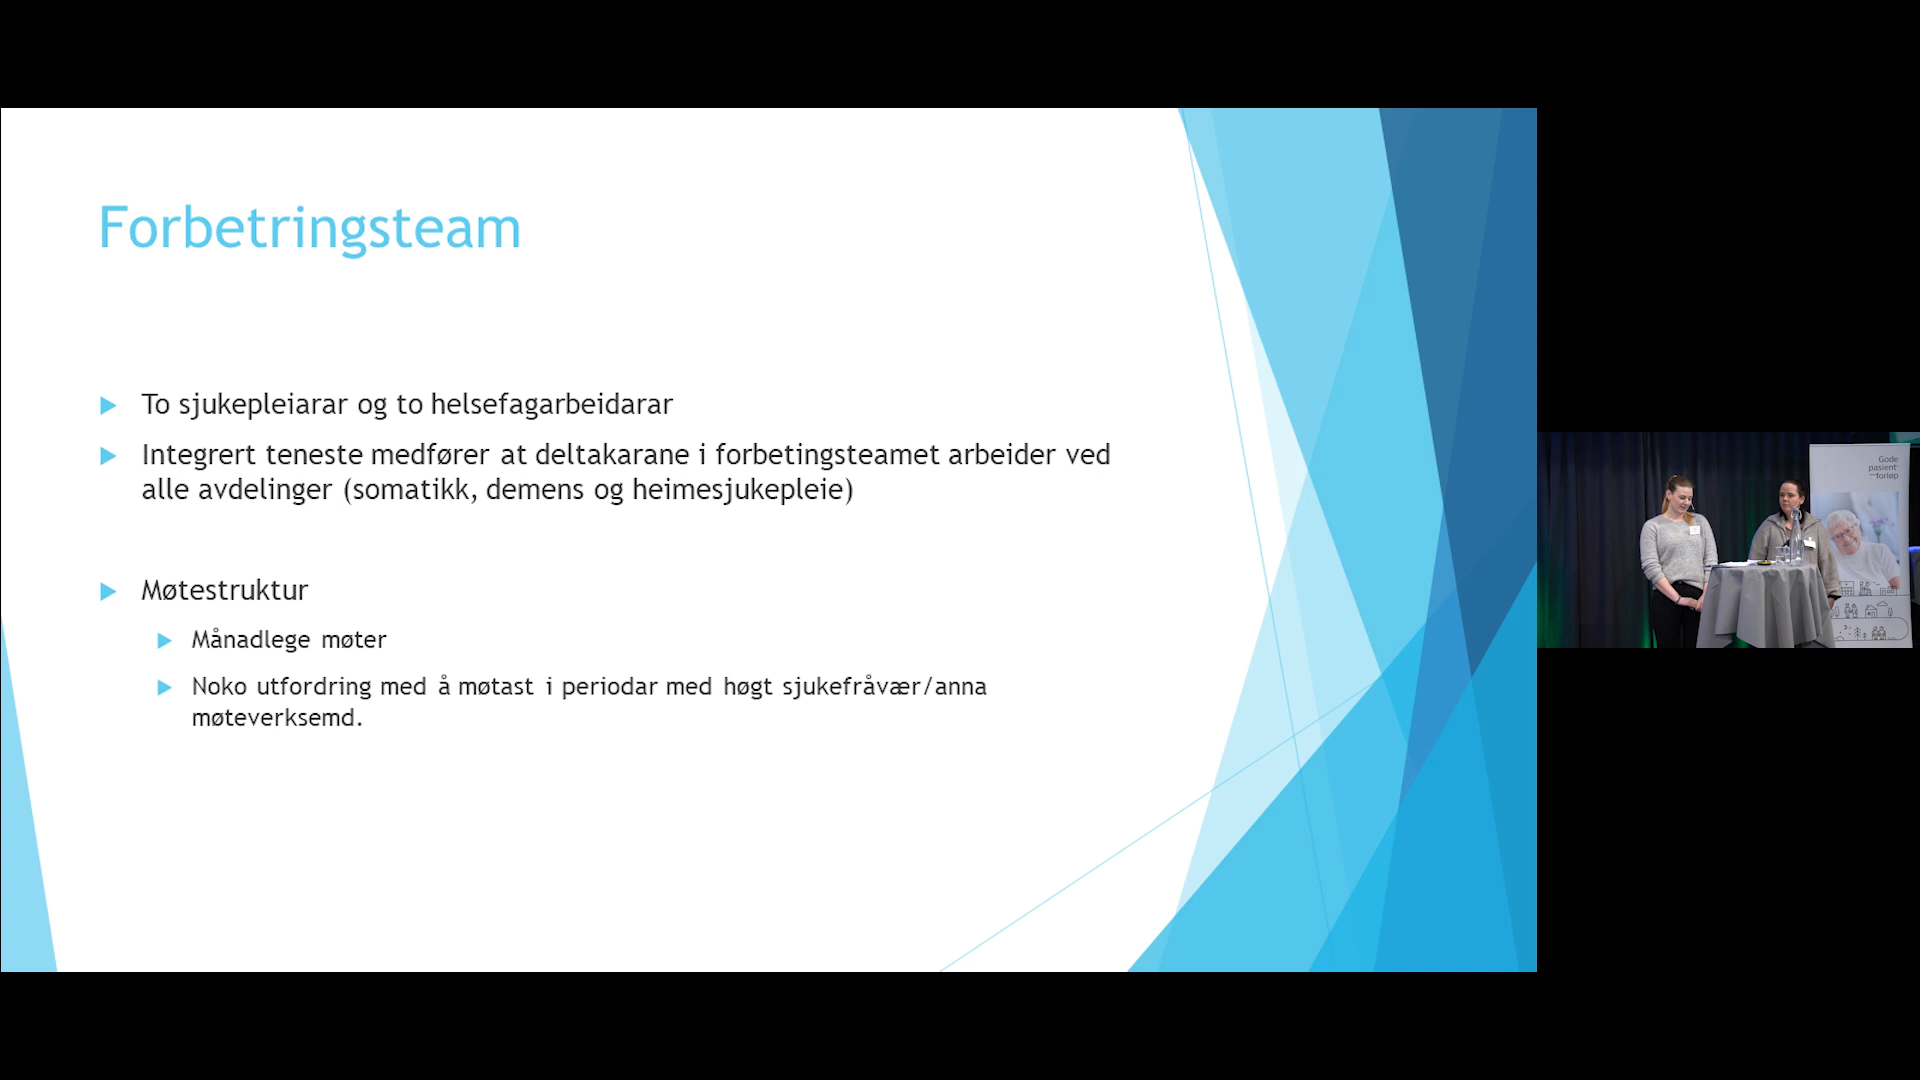 Forbetringsteam
To sjukepleiarar og to helsefagarbeidarar
Integrert teneste medfører at deltakarane i forbetingsteamet arbeider ved
alle avdelinger (somatikk, demens og heimesjukepleie)
Møtestruktur
Månadlege møter
Noko utfordring med å møtast i periodar med høgt sjukefråvær/anna
møteverksemd.
Gode
pasient
forløp